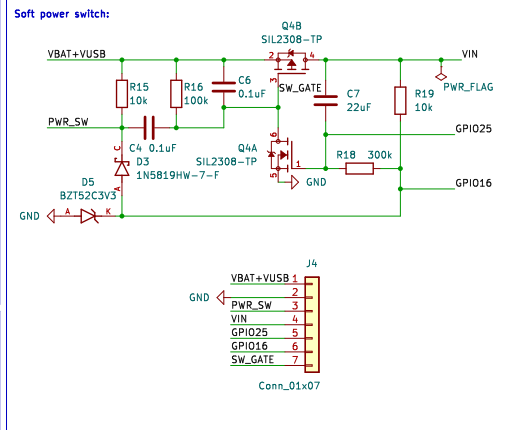 Soft power switch:
Q4B
SIL2308-TP
VBAT+VUSB
2
4
VIN
3
SW_GATE
PWR_FLAG
R15
10k
R16
100k
C6
0.1uF
C7
22uF
R19
10k
PWR_SW
GPIO25
C4 0.1uF
6
Q4A
SIL2308-TP
1
5
GND
R18 300k
C
D3
1N5819HW-7-F
A
D5
BZT52C3V3
GPIO16
GND
A
K
J4
VBAT+VUSB 1
GND 2
PWR_SW 3
VIN 4
GPIO25 5
GPIO16 6
SW_GATE 7
Conn_01x07